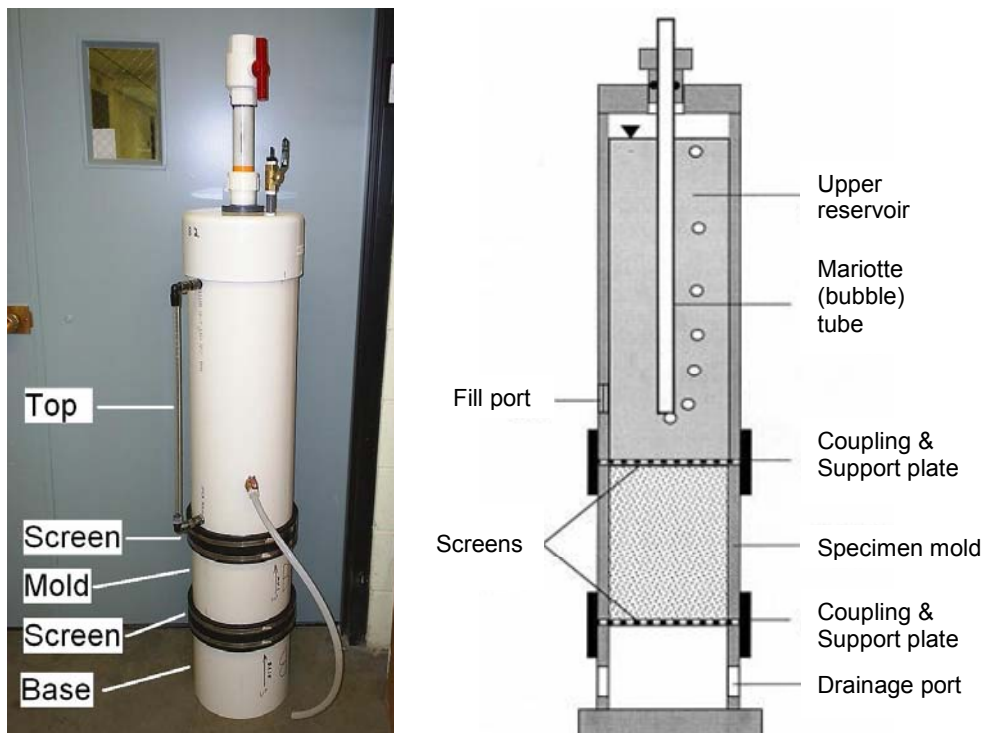 12
Top
Screen
Mold
Screen
Base
Upper
reservoir
Mariotte
(bubble)
tube
Fill port
Coupling &
Support plate
Screens
Specimen mold
Coupling &
Support plate
Drainage port